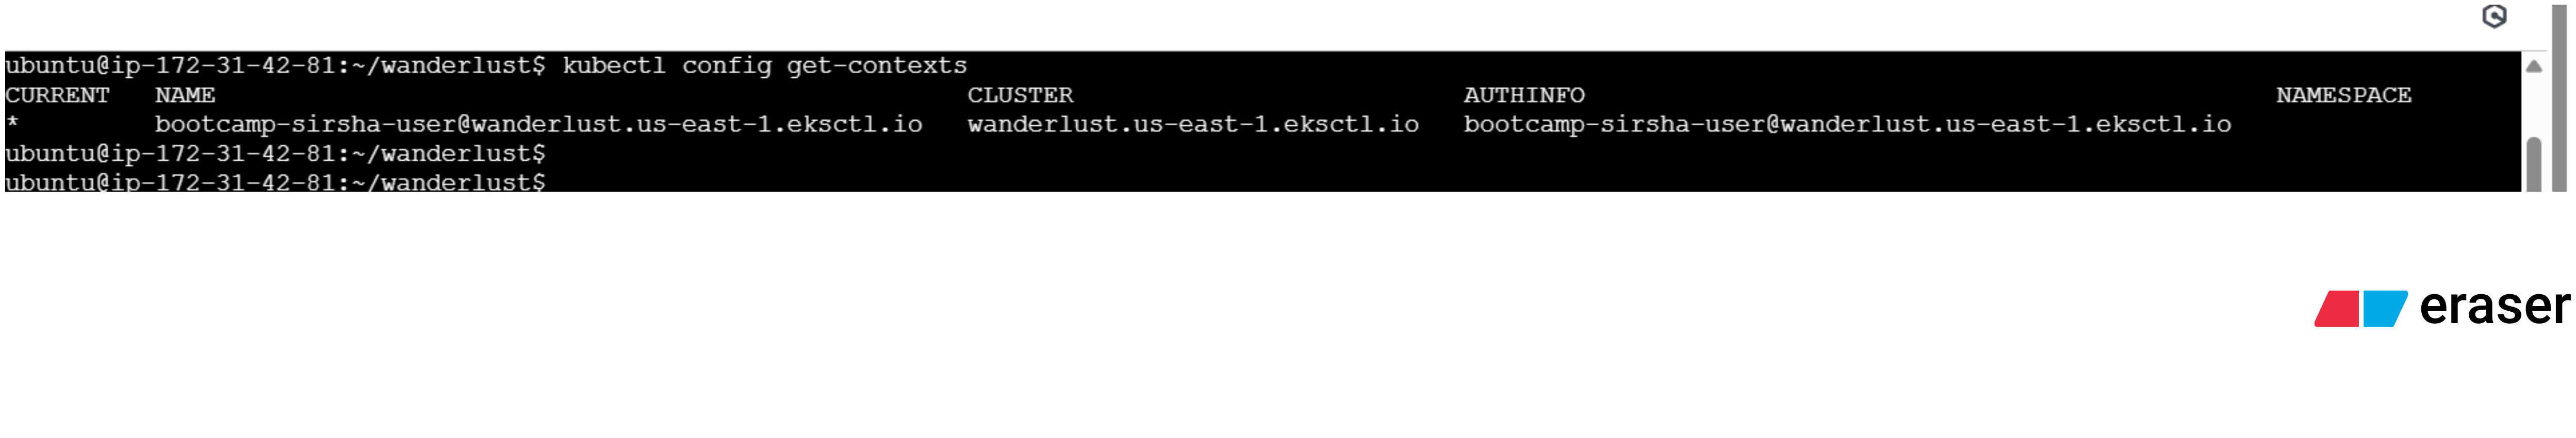 ubuntu@ip-172-31-42-81:~/wanderlust$ kubectl config get-contexts
CURRENT NAME CLUSTER AUTHINFO NAMESPACE
* bootcamp-sirsha-user@wanderlust.us-east-1.eksctl.io wanderlust.us-east-1.eksctl.io bootcamp-sirsha-user@wanderlust.us-east-1.eksctl.io
ubuntu@ip-172-31-42-81:~/wanderlust$
ubuntu@ip-172-31-42-81:~/wanderlust$
eraser